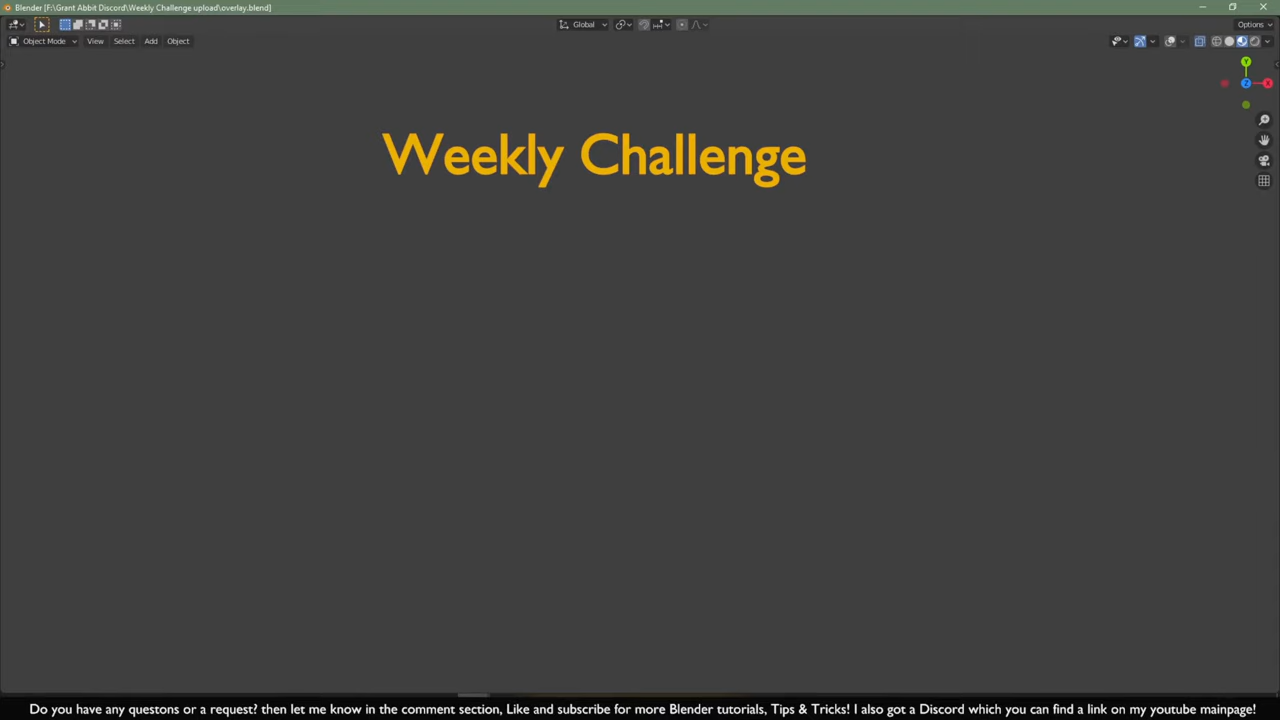 Blender [F:\Grant Abbit Discord\Weekly Challenge upload\overlay.blend]
Global
Options
Object Mode View Select Add Object
Y
Z X
Weekly Challenge
Do you have any questons or a request? then let me know in the comment section, Like and subscribe for more Blender tutorials, Tips & Tricks! I also got a Discord which you can find a link on my youtube mainpage!